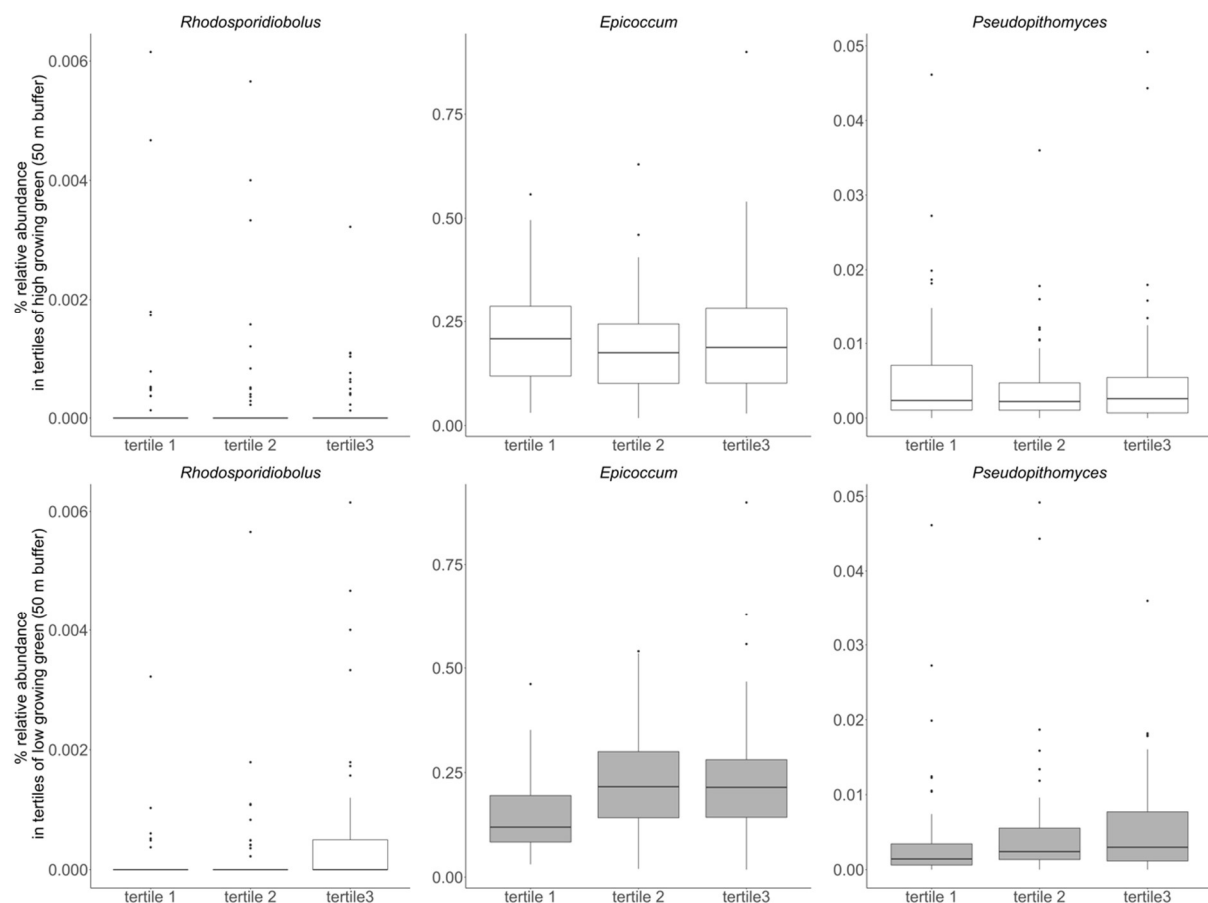 Rhodosporidiobolus
Epicoccum
Pseudopithomyces
% relative abundance
in tertiles of high growing green (50 m buffer)
0.006
0.004
0.002
0.000
0.75
0.50
0.25
0.00
0.05
0.04
0.03
0.02
0.01
0.00
tertile 1
tertile 2
tertile3
tertile 1
tertile 2
tertile3
tertile 1
tertile 2
tertile3
Rhodosporidiobolus
Epicoccum
Pseudopithomyces
% relative abundance
in tertiles of low growing green (50 m buffer)
0.006
0.004
0.002
0.000
0.75
0.50
0.25
0.00
0.05
0.04
0.03
0.02
0.01
0.00
tertile 1
tertile 2
tertile3
tertile 1
tertile 2
tertile3
tertile 1
tertile 2
tertile3